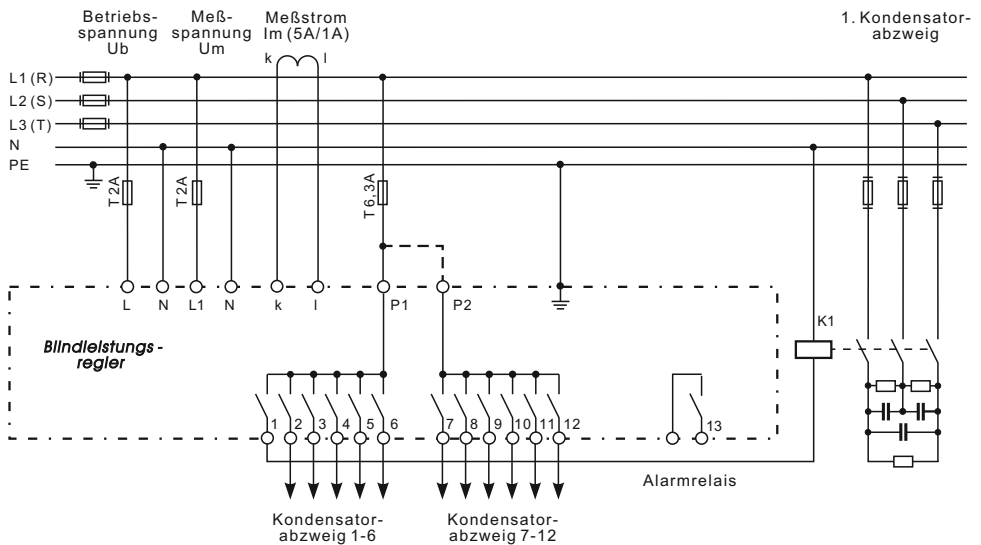 Betriebs-
spannung
Ub
Meß-
spannung
Um
Meßstrom
Im (5A/1A)
k l
1. Kondensator-
abzweig
L1 (R)
L2 (S)
L3 (T)
N
PE
T2A
T2A
T 6,3A
L N L1 N k l P1 P2
K1
Blindleistungs-
regler
1 2 3 4 5 6 7 8 9 10 11 12 13
Alarmrelais
Kondensator-
abzweig 1-6
Kondensator-
abzweig 7-12